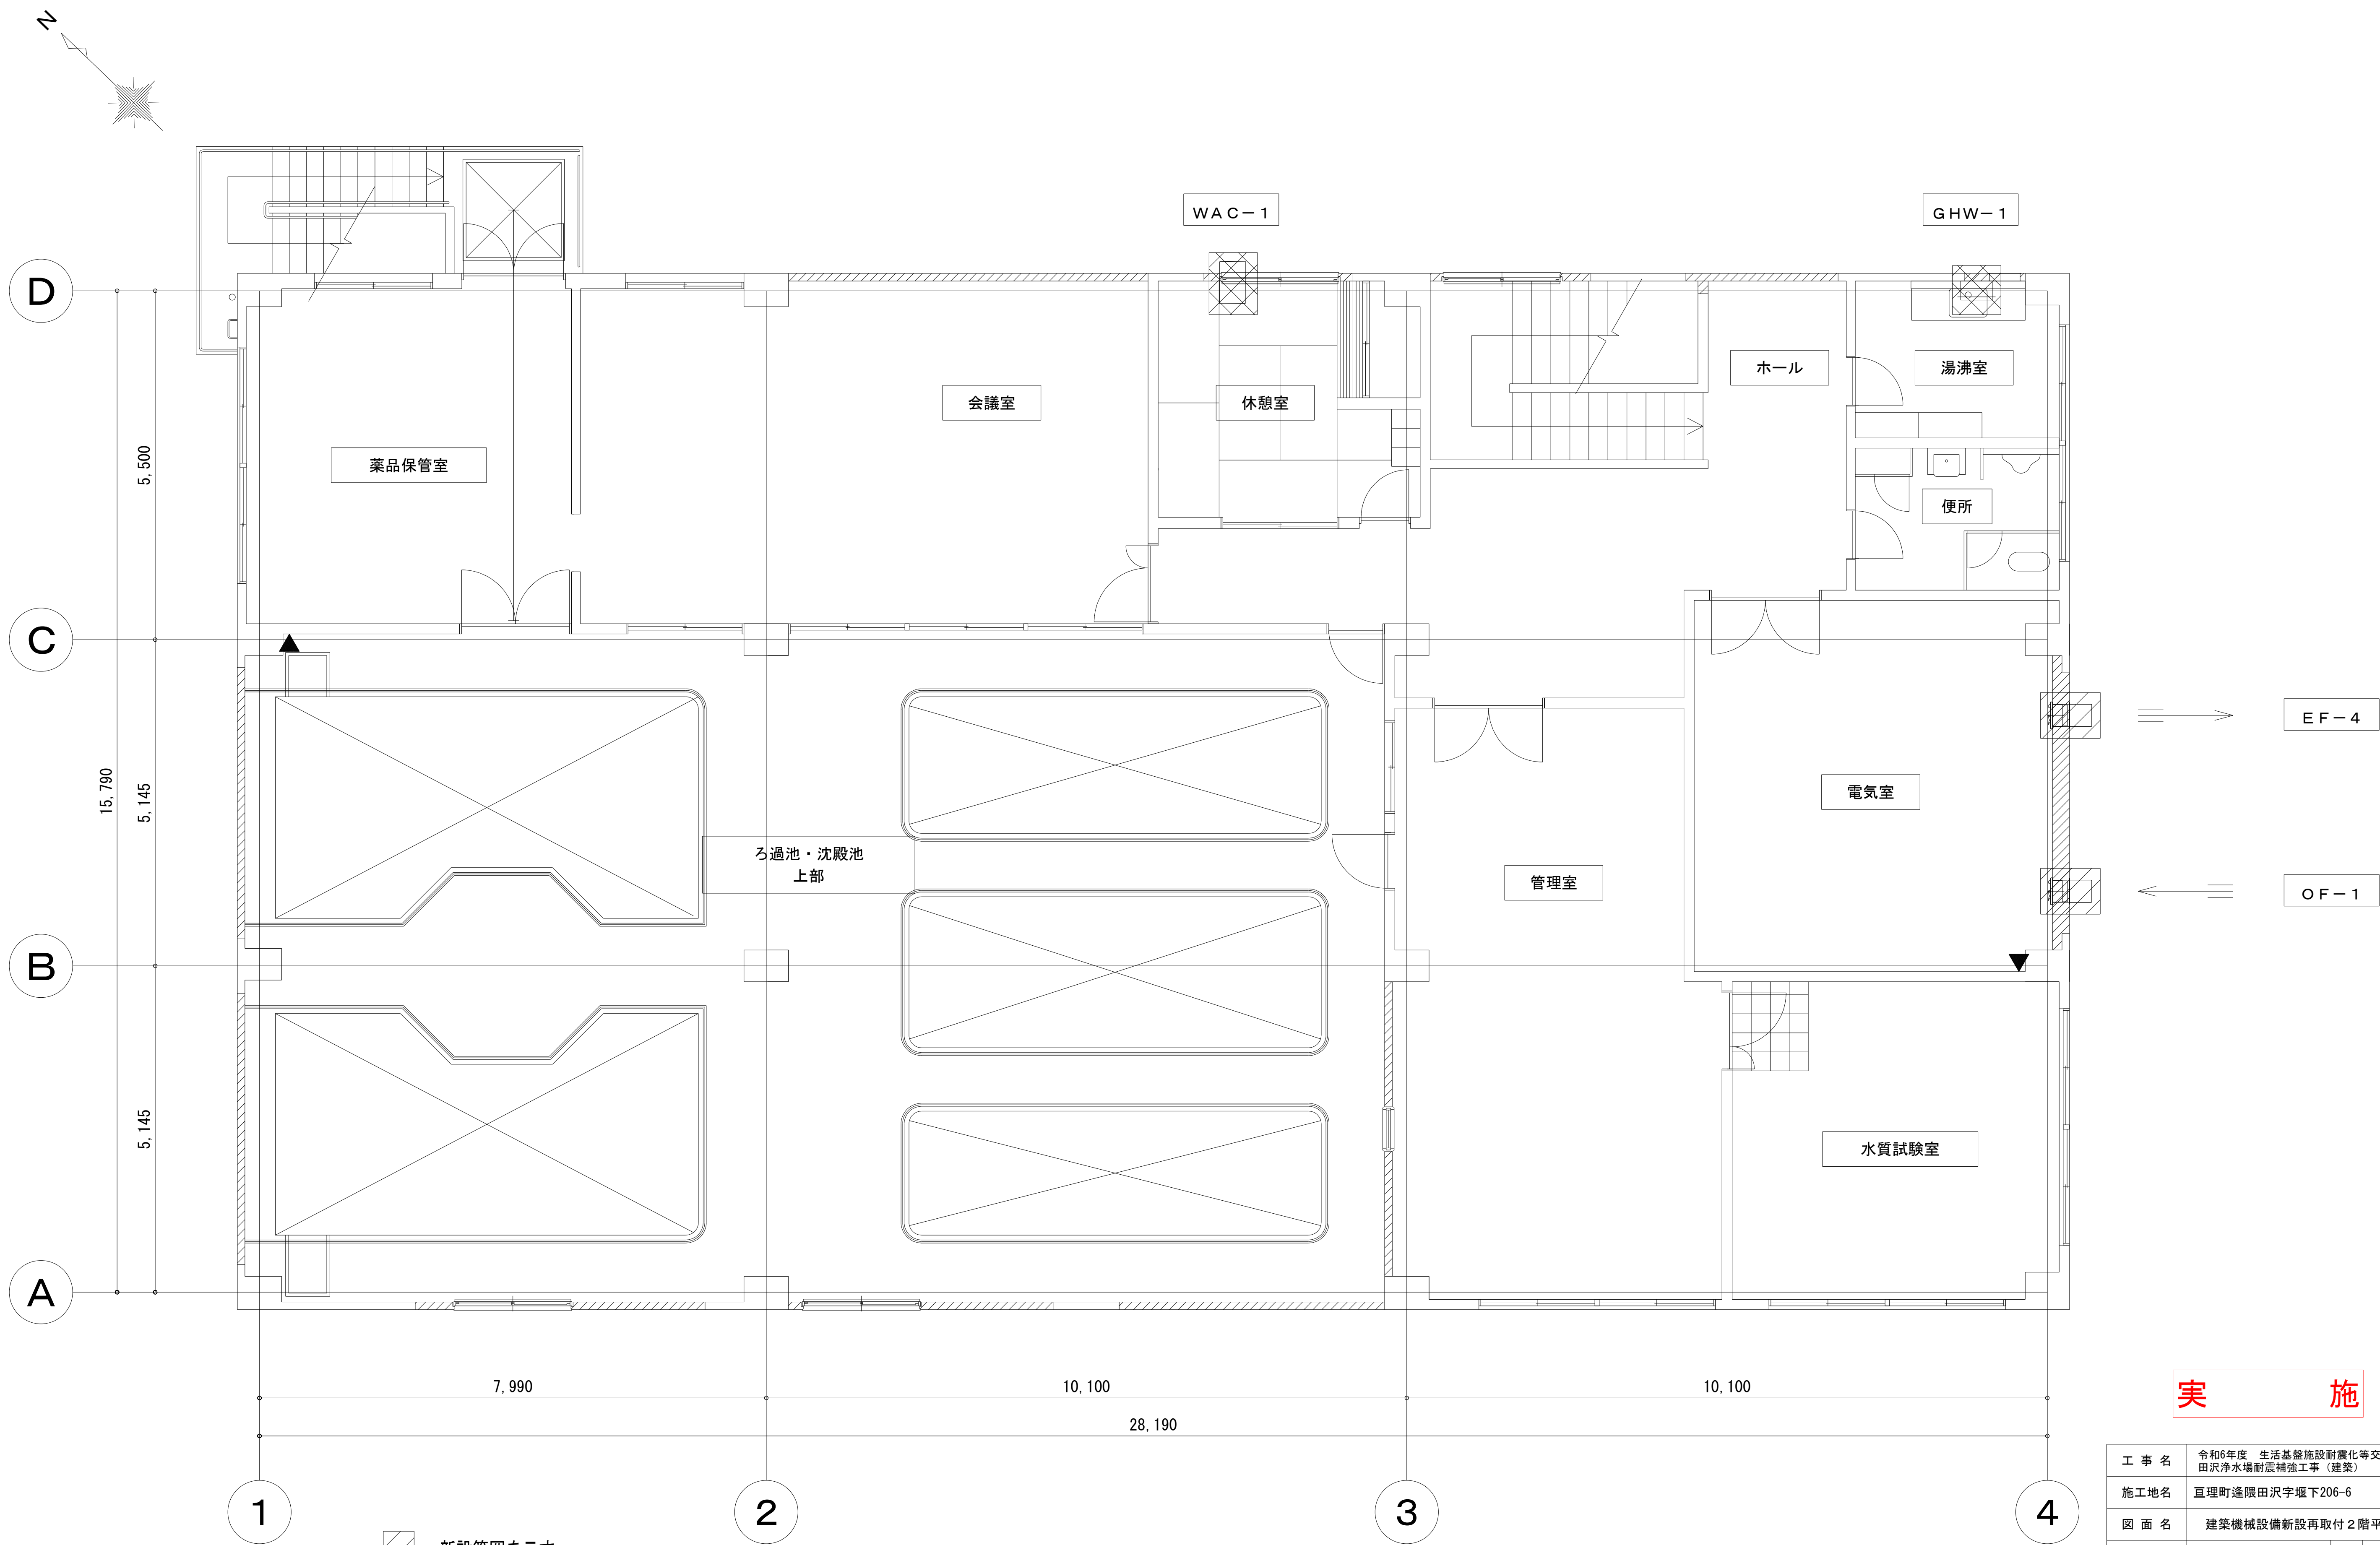 N
WAC－1
GHW－1
D
ホール
湯沸室
会議室
休憩室
薬品保管室
5,500
便所
C
EF－4
15,790
5,145
電気室
ろ過池・沈殿池
上部
管理室
OF－1
B
5,145
水質試験室
A
7,990
10,100
10,100
28,190
実 施
工 事 名
令和6年度 生活基盤施設耐震化等交
田沢浄水場耐震補強工事（建築）
施工地名
亘理町逢隈田沢字堰下206-6
図 面 名
建築機械設備新設再取付２階平
1
2
3
4